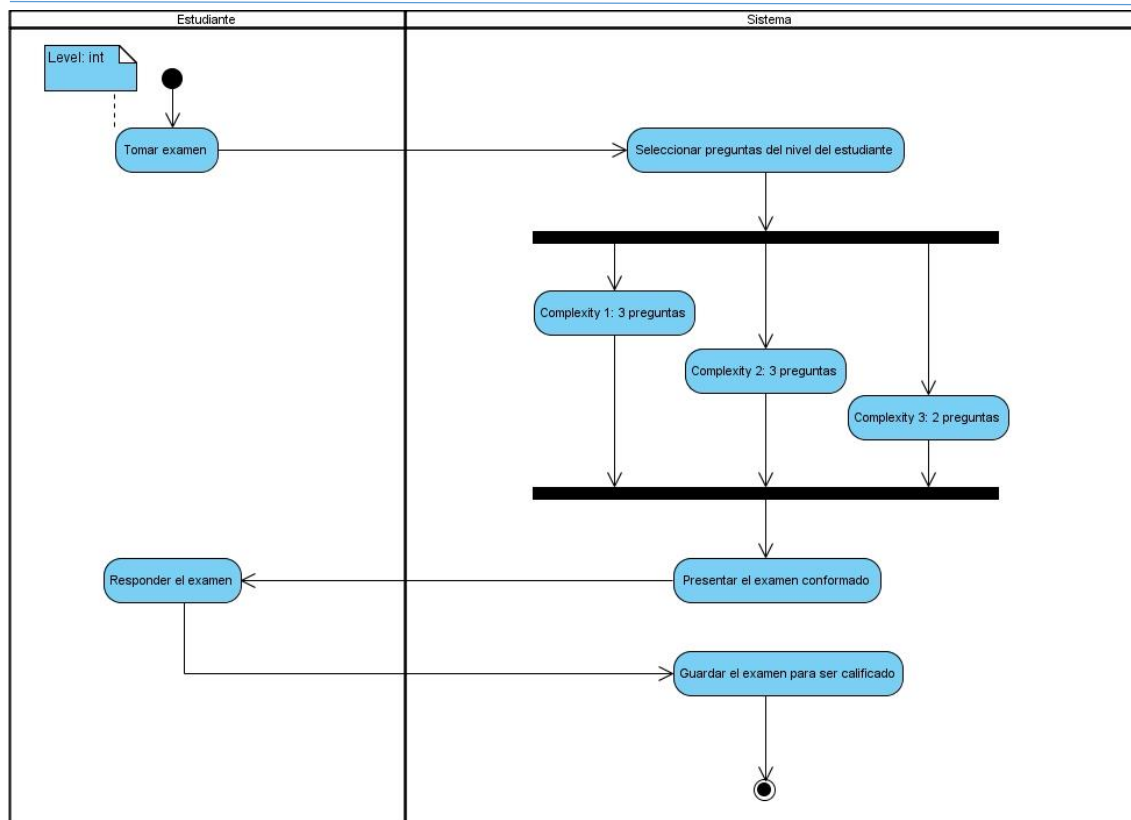 Estudiante
Sistema
Level: int
Tomar examen
Seleccionar preguntas del nivel del estudiante
Complexity 1: 3 preguntas
Complexity 2: 3 preguntas
Complexity 3: 2 preguntas
Responder el examen
Presentar el examen conformado
Guardar el examen para ser calificado